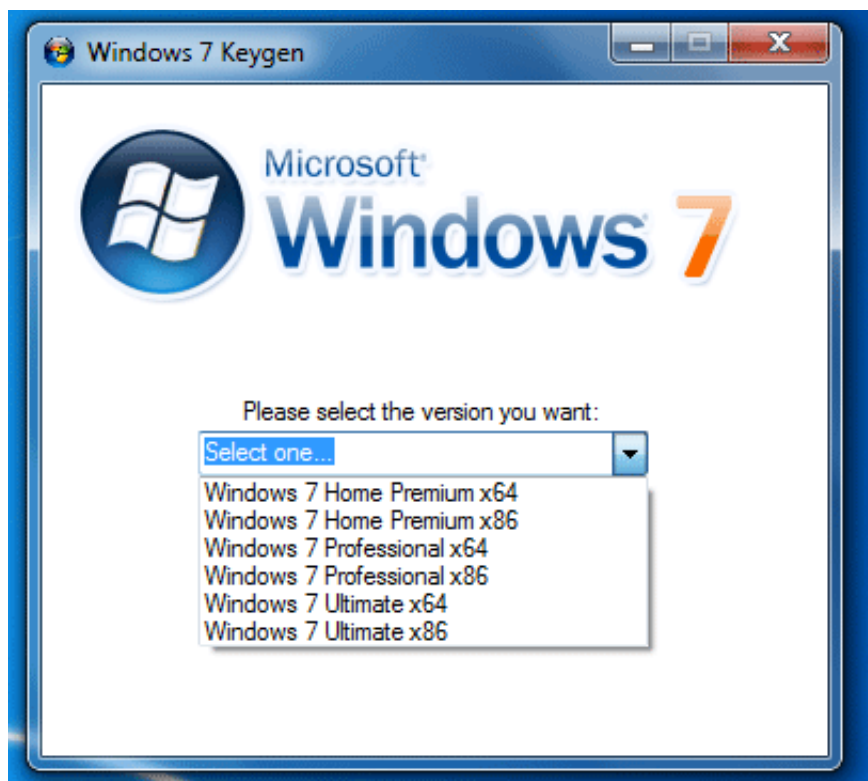 Windows 7 Keygen
Microsoft®
Windows 7
Please select the version you want:
Select one...
Windows 7 Home Premium x64
Windows 7 Home Premium x86
Windows 7 Professional x64
Windows 7 Professional x86
Windows 7 Ultimate x64
Windows 7 Ultimate x86